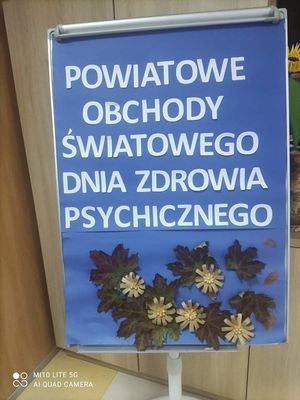 POWIATOWE
OBCHODY
ŚWIATOWEGO
DNIA ZDROWIA
PSYCHICZNEGO
MI 10 LITE 5G
AI QUAD CAMERA